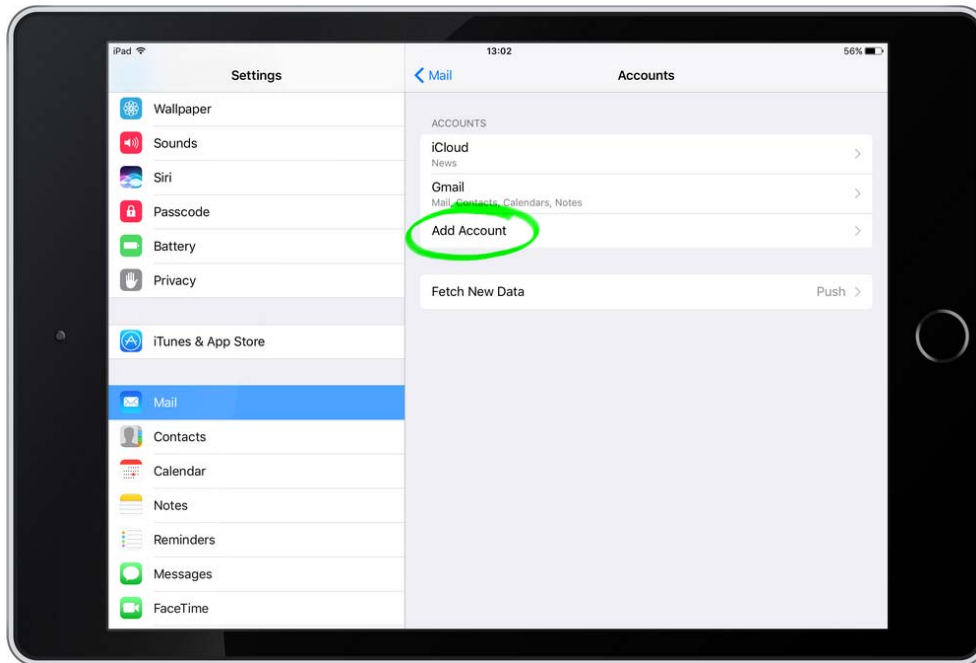 iPad 13:02 56%
Settings
Wallpaper
Sounds
Siri
Passcode
Battery
Privacy
iTunes & App Store
Mail
Contacts
Calendar
Notes
Reminders
Messages
FaceTime
Mail Accounts
ACCOUNTS
iCloud
News
Gmail
Mail, Contacts, Calendars, Notes
Add Account
Fetch New Data Push